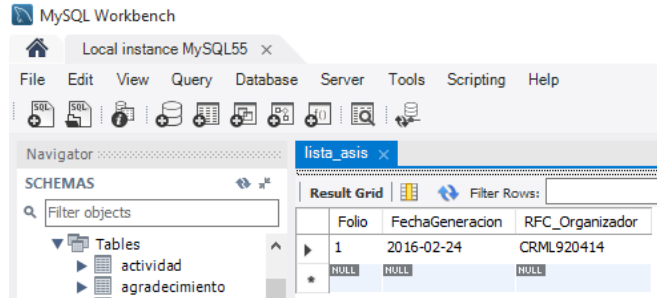 MySQL Workbench
Local instance MySQL55 ×
File Edit View Query Database Server Tools Scripting Help
Navigator
SCHEMAS
Filter objects
Tables
actividad
agradecimiento
lista_asis ×
Result Grid Filter Rows:
Folio FechaGeneracion RFC_Organizador
1 2016-02-24 CRML920414
NULL NULL NULL